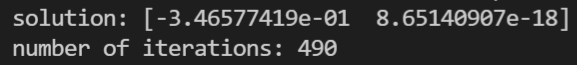 solution: [-3.46577419e-01  8.65140907e-18]
number of iterations: 490